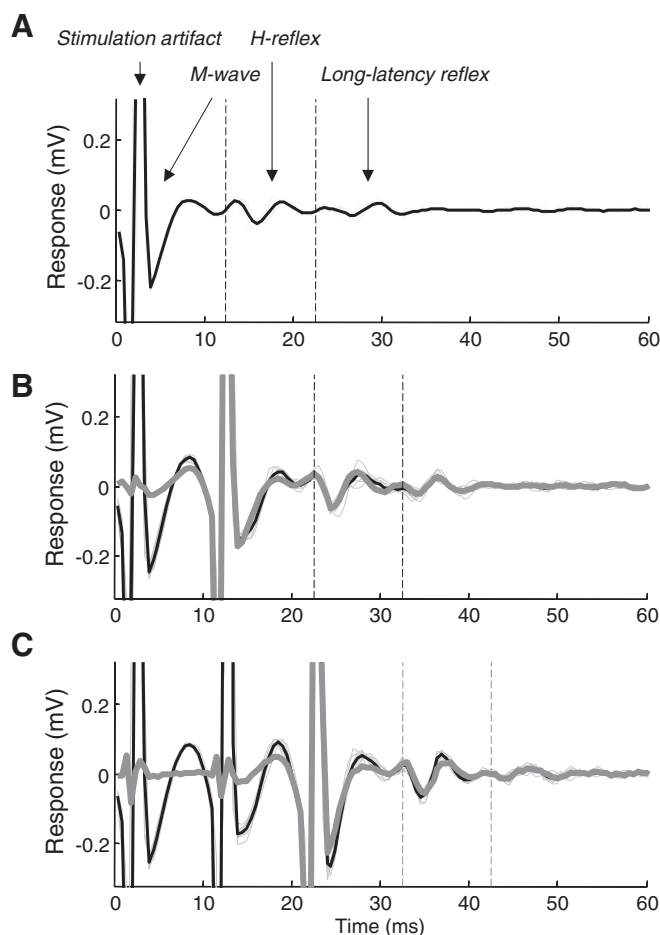 A
Stimulation artifact
H-reflex
M-wave
Long-latency reflex
Response (mV)
0.2
0
-0.2
0 10 20 30 40 50 60
B
Response (mV)
0.2
0
-0.2
0 10 20 30 40 50 60
C
Response (mV)
0.2
0
-0.2
0 10 20 30 40 50 60
Time (ms)